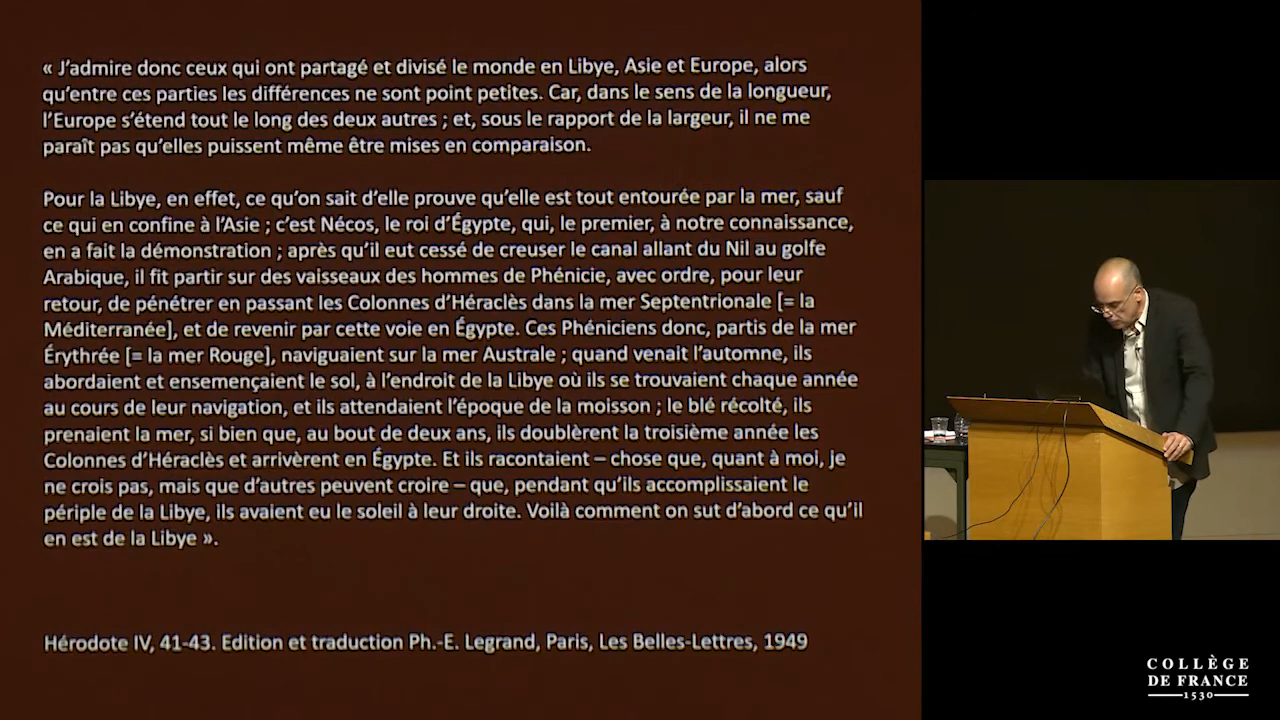 « J’admire donc ceux qui ont partagé et divisé le monde en Libye, Asie et Europe, alors
qu’entre ces parties les différences ne sont point petites. Car, dans le sens de la longueur,
l’Europe s’étend tout le long des deux autres ; et, sous le rapport de la largeur, il ne me
paraît pas qu’elles puissent même être mises en comparaison.
Pour la Libye, en effet, ce qu’on sait d’elle prouve qu’elle est tout entourée par la mer, sauf
ce qui en confine à l’Asie ; c’est Nécos, le roi d’Égypte, qui, le premier, à notre connaissance,
en a fait la démonstration ; après qu’il eut cessé de creuser le canal allant du Nil au golfe
Arabique, il fit partir sur des vaisseaux des hommes de Phénicie, avec ordre, pour leur
retour, de pénétrer en passant les Colonnes d’Héraclès dans la mer Septentrionale [= la
Méditerranée], et de revenir par cette voie en Égypte. Ces Phéniciens donc, partis de la mer
Érythrée [= la mer Rouge], naviguaient sur la mer Australe ; quand venait l’automne, ils
abordaient et ensemençaient le sol, à l’endroit de la Libye où ils se trouvaient chaque année
au cours de leur navigation, et ils attendaient l’époque de la moisson ; le blé récolté, ils
prenaient la mer, si bien que, au bout de deux ans, ils doublèrent la troisième année les
Colonnes d’Héraclès et arrivèrent en Égypte. Et ils racontaient – chose que, quant à moi, je
ne crois pas, mais que d’autres peuvent croire – que, pendant qu’ils accomplissaient le
périple de la Libye, ils avaient eu le soleil à leur droite. Voilà comment on sut d’abord ce qu’il
en est de la Libye ».
Hérodote IV, 41-43. Edition et traduction Ph.-E. Legrand, Paris, Les Belles-Lettres, 1949
COLLÈGE
DE FRANCE
1530